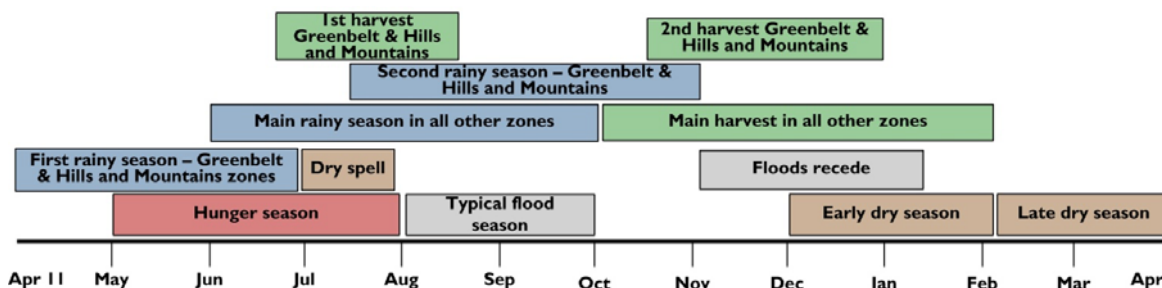 1st harvest
Greenbelt & Hills
and Mountains
2nd harvest Greenbelt &
Hills and Mountains
Second rainy season – Greenbelt &
Hills and Mountains
Main rainy season in all other zones
Main harvest in all other zones
First rainy season – Greenbelt
& Hills and Mountains zones
Dry spell
Floods recede
Hunger season
Typical flood
season
Early dry season
Late dry season
Apr 11 May Jun Jul Aug Sep Oct Nov Dec Jan Feb Mar Apr